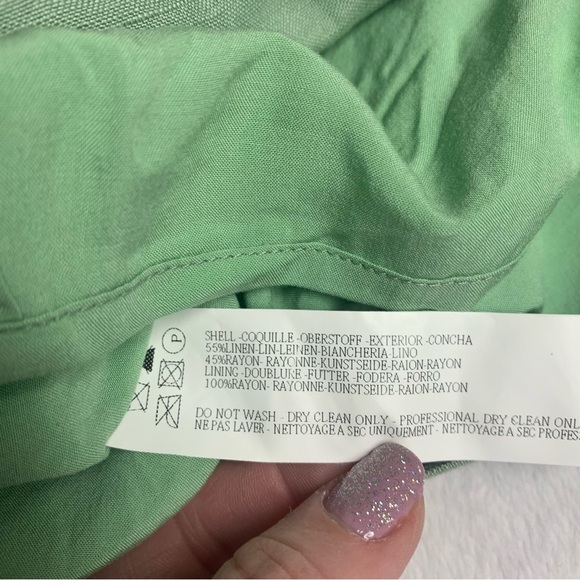 P
SHELL -COQUILLE -OBERSTOFF -EXTERIOR -CONCHA
55%LINEN-LIN-LEINEN-BIANCHERIA-LINO
45%RAYON- RAYONNE-KUNSTSEIDE-RAION-RAYON
LINING -DOUBLURE -FUTTER -FODERA -FORRO
100%RAYON- RAYONNE-KUNSTSEIDE-RAION-RAYON
DO NOT WASH - DRY CLEAN ONLY - PROFESSIONAL DRY CLEAN ONL
NE PAS LAVER - NETTOYAGE A SEC UNIQUEMENT - NETTOYAGE A SEC PROFES